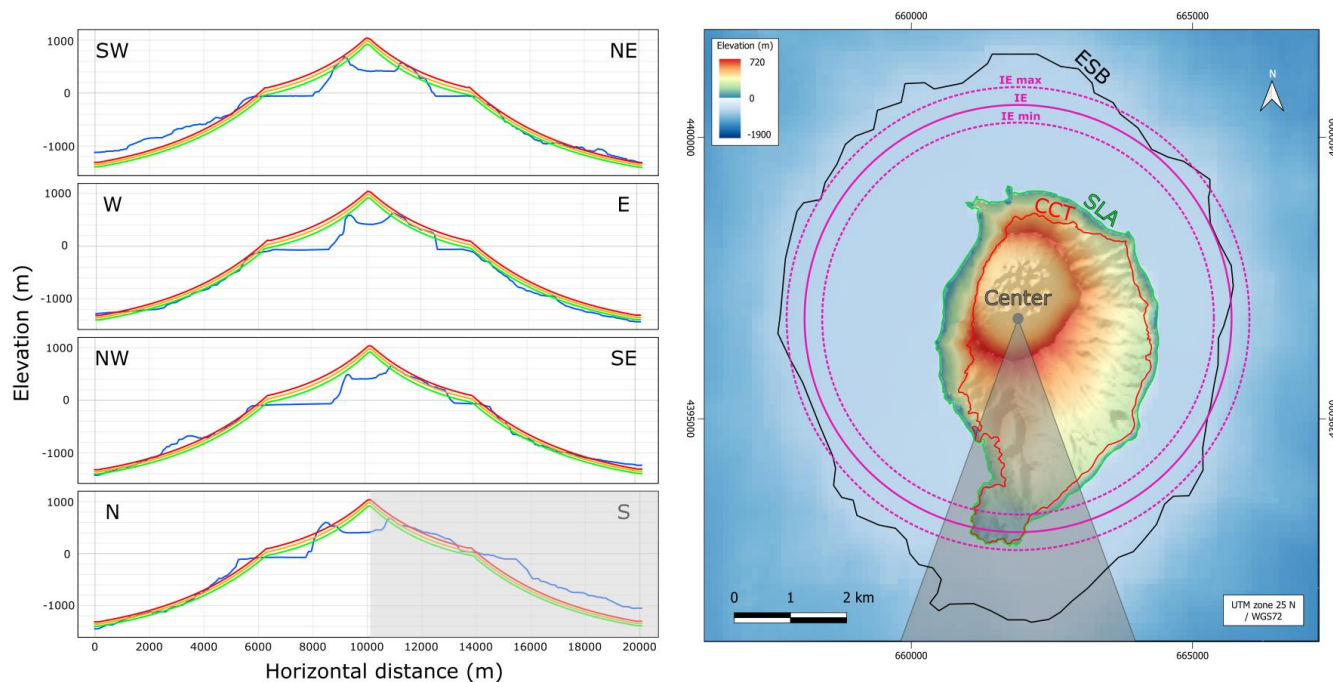 SW
NE
1000
0
-1000
W
E
1000
0
-1000
NW
SE
1000
0
-1000
N
S
1000
0
-1000
0
2000
4000
6000
8000
10000
12000
14000
16000
18000
20000
Elevation (m)
Horizontal distance (m)
660000
665000
Elevation (m)
720
0
-1900
ESB
IE max
IE
IE min
N
4400000
4400000
CCT
SLA
Center
4395000
4395000
0
1
2 km
UTM zone 25 N
/ WGS72
660000
665000